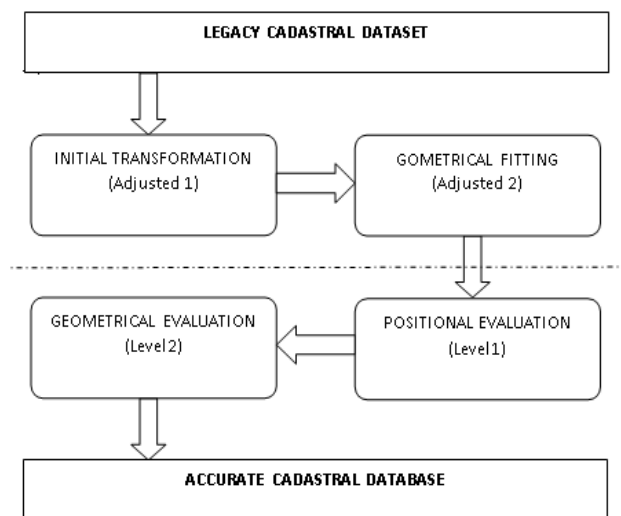 LEGACY CADASTRAL DATASET
INITIAL TRANSFORMATION
(Adjusted 1)
GOMETRICAL FITTING
(Adjusted 2)
GEOMETRICAL EVALUATION
(Level2)
POSITIONAL EVALUATION
(Level1)
ACCURATE CADASTRAL DATABASE